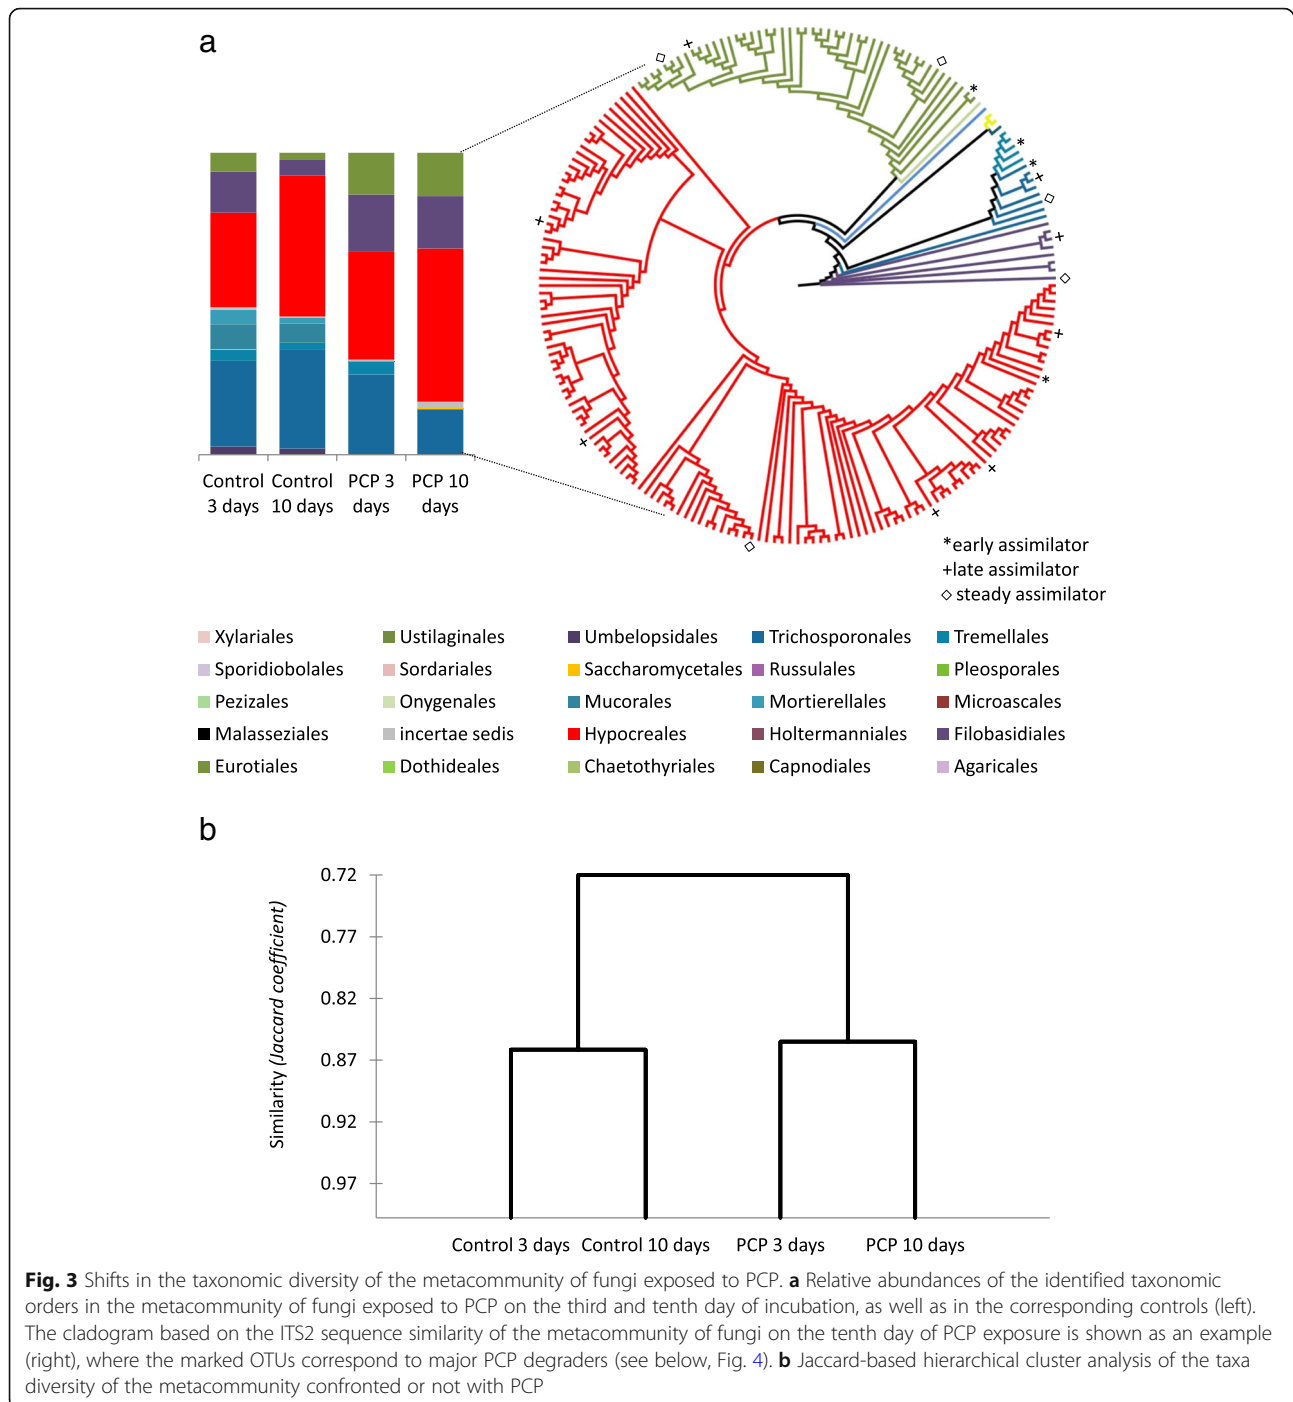 a
Control 3 days
Control 10 days
PCP 3 days
PCP 10 days
*early assimilator
+late assimilator
◇ steady assimilator
Xylariales Ustilaginales Umbelopsidales Trichosporonales Tremellales
Sporidiobolales Sordariales Saccharomycetales Russulales Pleosporales
Pezizales Onygenales Mucorales Mortierellales Microascales
Malasseziales incertae sedis Hypocreales Holtermanniales Filobasidiales
Eurotiales Dothideales Chaetothyriales Capnodiales Agaricales
b
Similarity (Jaccard coefficient)
0.72
0.77
0.82
0.87
0.92
0.97
Control 3 days Control 10 days PCP 3 days PCP 10 days
Fig. 3 Shifts in the taxonomic diversity of the metacommunity of fungi exposed to PCP. a Relative abundances of the identified taxonomic
orders in the metacommunity of fungi exposed to PCP on the third and tenth day of incubation, as well as in the corresponding controls (left).
The cladogram based on the ITS2 sequence similarity of the metacommunity of fungi on the tenth day of PCP exposure is shown as an example
(right), where the marked OTUs correspond to major PCP degraders (see below, Fig. 4). b Jaccard-based hierarchical cluster analysis of the taxa
diversity of the metacommunity confronted or not with PCP